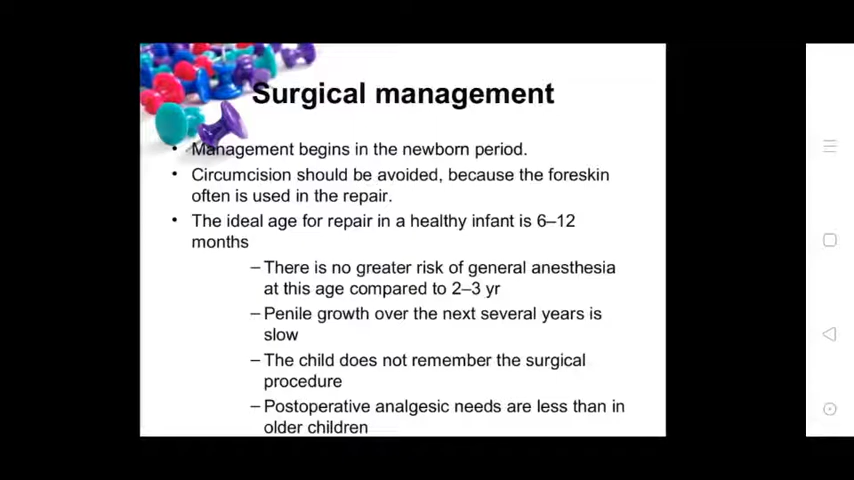 Surgical management
• Management begins in the newborn period.
• Circumcision should be avoided, because the foreskin
often is used in the repair.
• The ideal age for repair in a healthy infant is 6–12
months
– There is no greater risk of general anesthesia
at this age compared to 2–3 yr
– Penile growth over the next several years is
slow
– The child does not remember the surgical
procedure
– Postoperative analgesic needs are less than in
older children